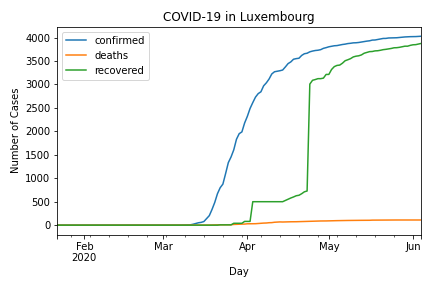 COVID-19 in Luxembourg
confirmed
deaths
recovered
Number of Cases
4000
3500
3000
2500
2000
1500
1000
500
0
Feb
2020
Mar
Apr
May
Jun
Day